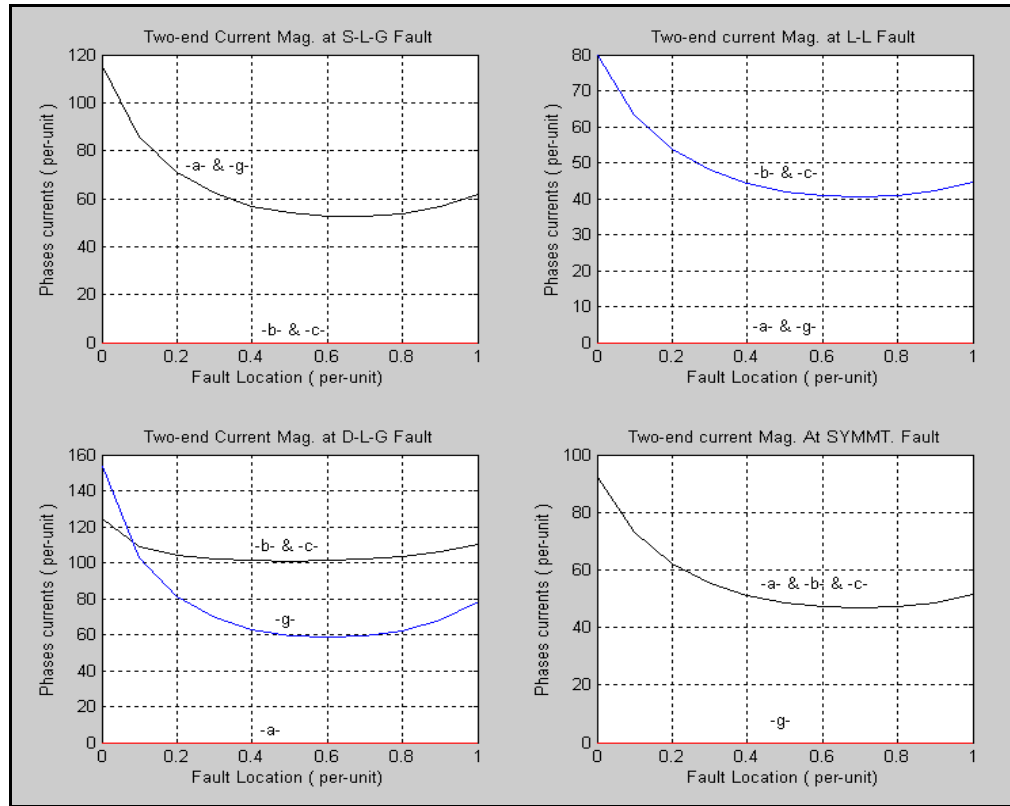 Two-end Current Mag. at S-L-G Fault
120
100
80
60
40
20
0
Phases currents ( per-unit )
-a- & -g-
-b- & -c-
0 0.2 0.4 0.6 0.8 1
Fault Location ( per-unit)
Two-end current Mag. at L-L Fault
80
70
60
50
40
30
20
10
0
Phases currents ( per-unit )
-b- & -c-
-a- & -g-
0 0.2 0.4 0.6 0.8 1
Fault Location ( per-unit)
Two-end Current Mag. at D-L-G Fault
160
140
120
100
80
60
40
20
0
Phases currents ( per-unit )
-b- & -c-
-g-
-a-
0 0.2 0.4 0.6 0.8 1
Fault Location ( per-unit)
Two-end current Mag. At SYMMT. Fault
100
80
60
40
20
0
Phases currents ( per-unit )
-a- & -b- & -c-
-g-
0 0.2 0.4 0.6 0.8 1
Fault Location ( per-unit)